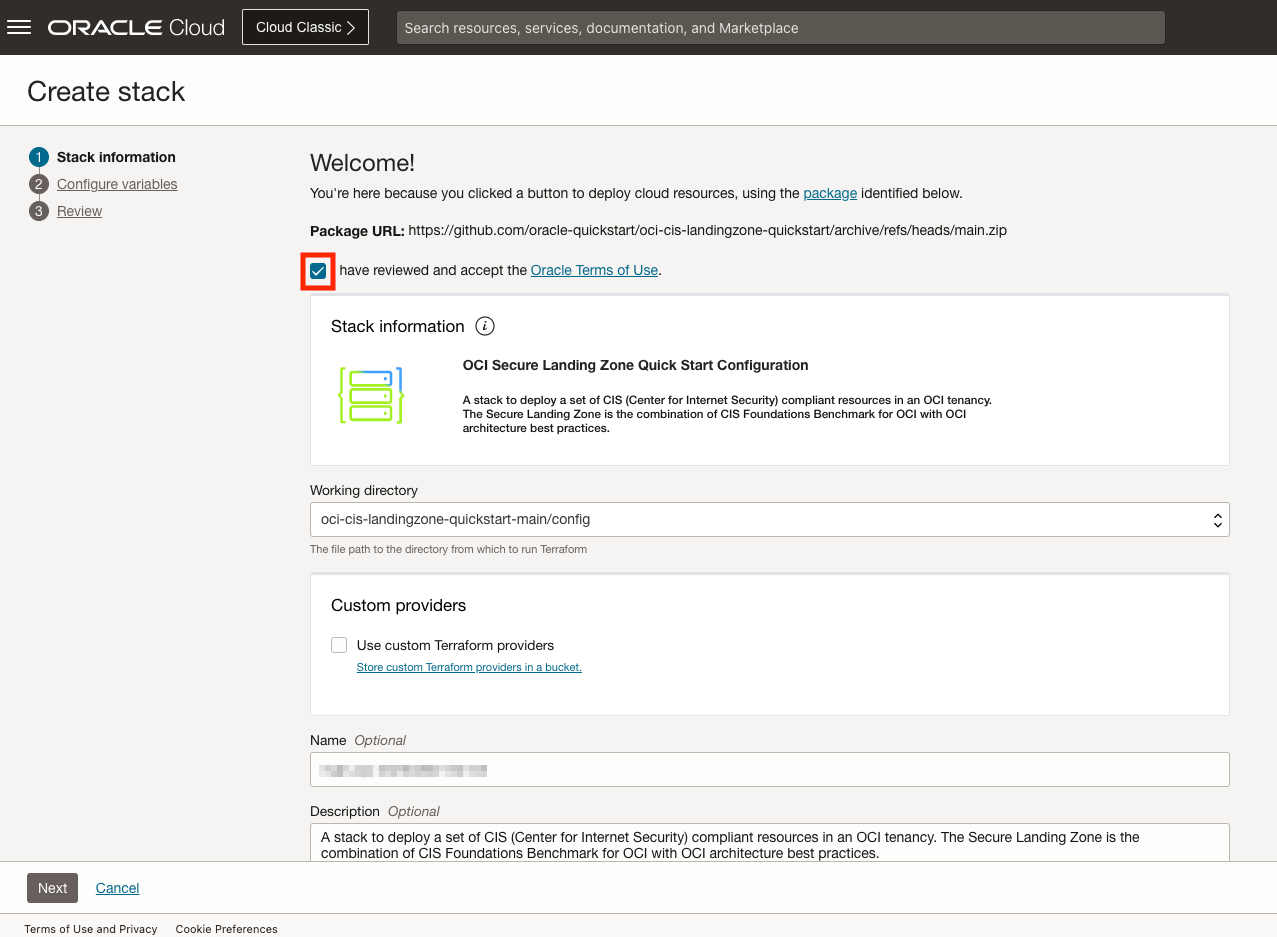 ORACLE Cloud
Cloud Classic
Search resources, services, documentation, and Marketplace
Create stack
1 Stack information
2 Configure variables
3 Review
Welcome!
You're here because you clicked a button to deploy cloud resources, using the package identified below.
Package URL: https://github.com/oracle-quickstart/oci-cis-landingzone-quickstart/archive/refs/heads/main.zip
have reviewed and accept the Oracle Terms of Use.
Stack information i
OCI Secure Landing Zone Quick Start Configuration
A stack to deploy a set of CIS (Center for Internet Security) compliant resources in an OCI tenancy.
The Secure Landing Zone is the combination of CIS Foundations Benchmark for OCI with OCI
architecture best practices.
Working directory
oci-cis-landingzone-quickstart-main/config
The file path to the directory from which to run Terraform
Custom providers
Use custom Terraform providers
Store custom Terraform providers in a bucket.
Name Optional
Description Optional
A stack to deploy a set of CIS (Center for Internet Security) compliant resources in an OCI tenancy. The Secure Landing Zone is the
combination of CIS Foundations Benchmark for OCI with OCI architecture best practices.
Next Cancel
Terms of Use and Privacy Cookie Preferences